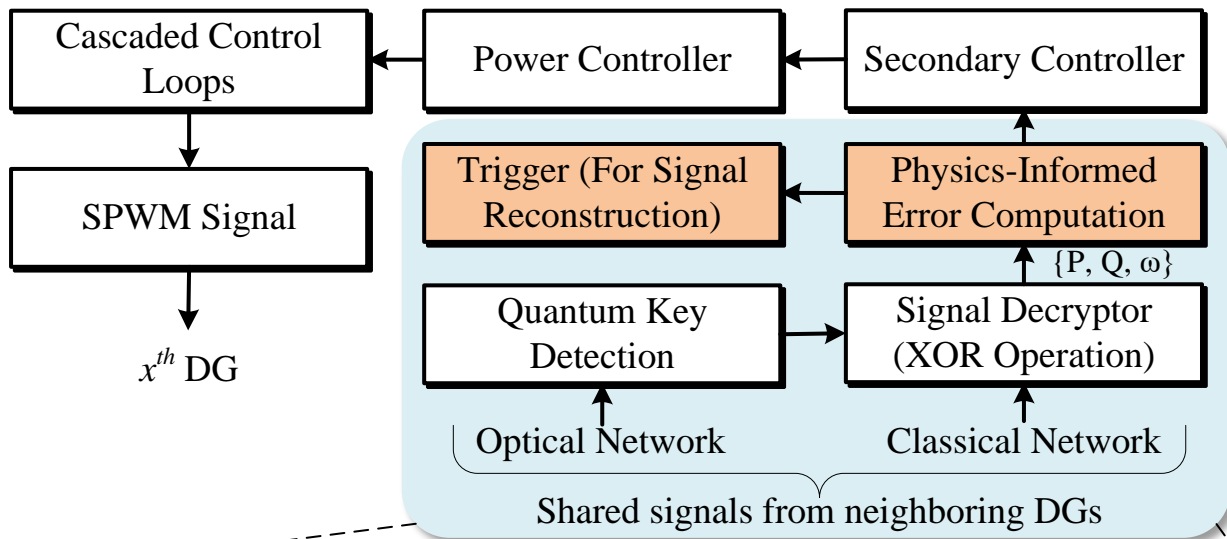 Cascaded Control
Loops
Power Controller
Secondary Controller
SPWM Signal
Trigger (For Signal
Reconstruction)
Physics-Informed
Error Computation
{P, Q, ω}
Quantum Key
Detection
Signal Decryptor
(XOR Operation)
xᵗʰ DG
Optical Network
Classical Network
Shared signals from neighboring DGs